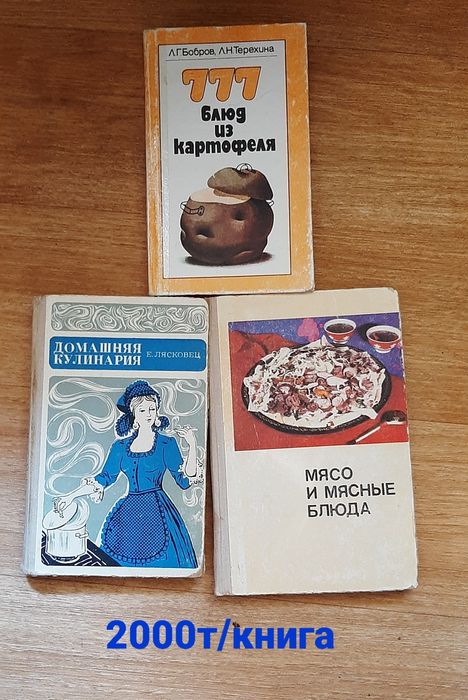 Л.Г.Бобров, Л.Н.Терехина
777
блюд
из
картофеля
ДОМАШНЯЯ
КУЛИНАРИЯ Е. ЛЯСКОВЕЦ
МЯСО
И МЯСНЫЕ
БЛЮДА
2000т/книга